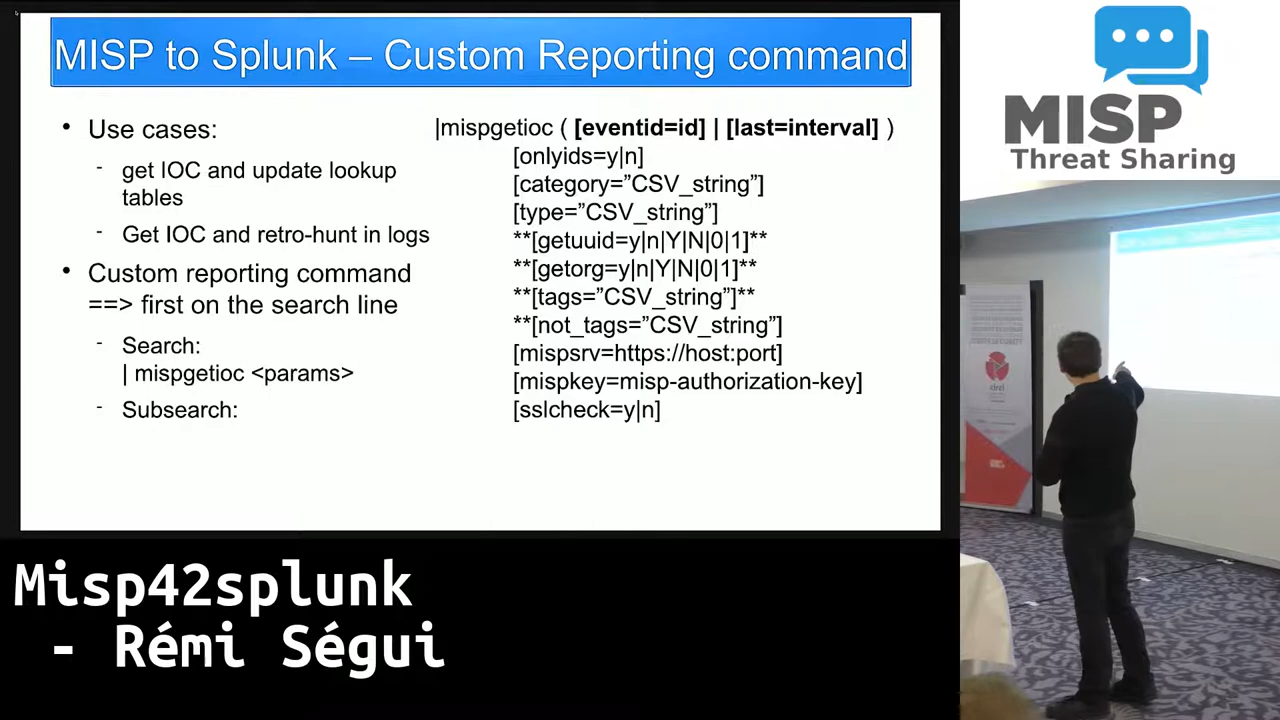 MISP to Splunk – Custom Reporting command
• Use cases:
- get IOC and update lookup
tables
- Get IOC and retro-hunt in logs
• Custom reporting command
==> first on the search line
- Search:
| mispgetioc <params>
- Subsearch:
|mispgetioc ( [eventid=id] | [last=interval] )
[onlyids=y|n]
[category=”CSV_string”]
[type=”CSV_string”]
**[getuuid=y|n|Y|N|0|1]**
**[getorg=y|n|Y|N|0|1]**
**[tags=”CSV_string”]**
**[not_tags=”CSV_string”]
[mispsrv=https://host:port]
[mispkey=misp-authorization-key]
[sslcheck=y|n]
MISP
Threat Sharing
Misp42splunk
- Rémi Ségui